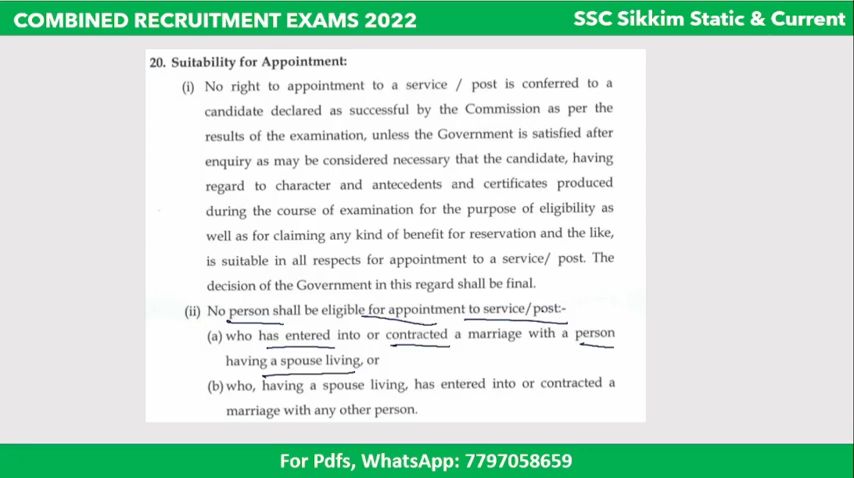 COMBINED RECRUITMENT EXAMS 2022
SSC Sikkim Static & Current
20. Suitability for Appointment:
(i) No right to appointment to a service / post is conferred to a
candidate declared as successful by the Commission as per the
results of the examination, unless the Government is satisfied after
enquiry as may be considered necessary that the candidate, having
regard to character and antecedents and certificates produced
during the course of examination for the purpose of eligibility as
well as for claiming any kind of benefit for reservation and the like,
is suitable in all respects for appointment to a service/ post. The
decision of the Government in this regard shall be final.
(ii) No person shall be eligible for appointment to service/post:-
(a) who has entered into or contracted a marriage with a person
having a spouse living, or
(b) who, having a spouse living, has entered into or contracted a
marriage with any other person.
For Pdfs, WhatsApp: 7797058659